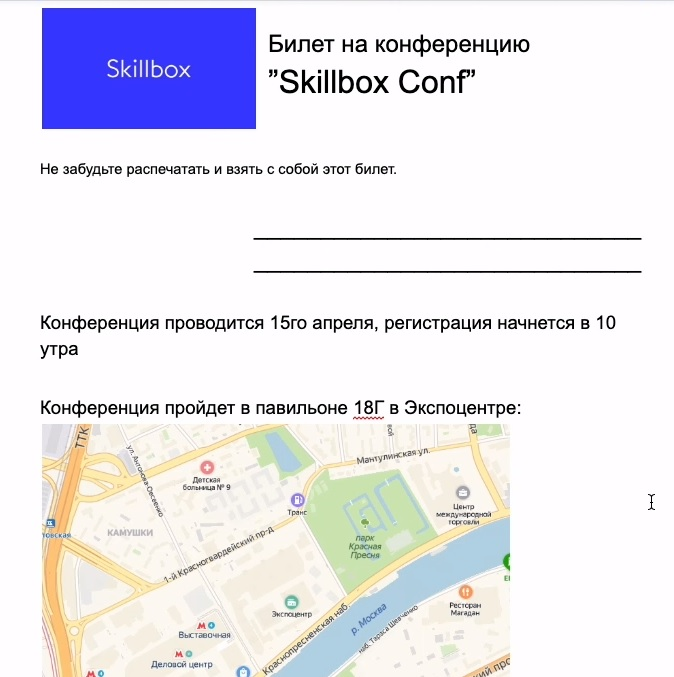 Skillbox
Билет на конференцию
”Skillbox Conf”
Не забудьте распечатать и взять с собой этот билет.
Конференция проводится 15го апреля, регистрация начнется в 10
утра
Конференция пройдет в павильоне 18Г в Экспоцентре:
ТТК
ул. Антонова-Овсеенко
Детская
больница № 9
Мантулинская ул.
Транс
Центр
международной
торговли
КАМУШКИ
парк
Красная
Пресня
1-й Красногвардейский пр-д
Экспоцентр
Краснопресненская наб
р. Москва
наб. Тараса Шевченко
Ресторан
Магадан
Выставочная
Деловой центр